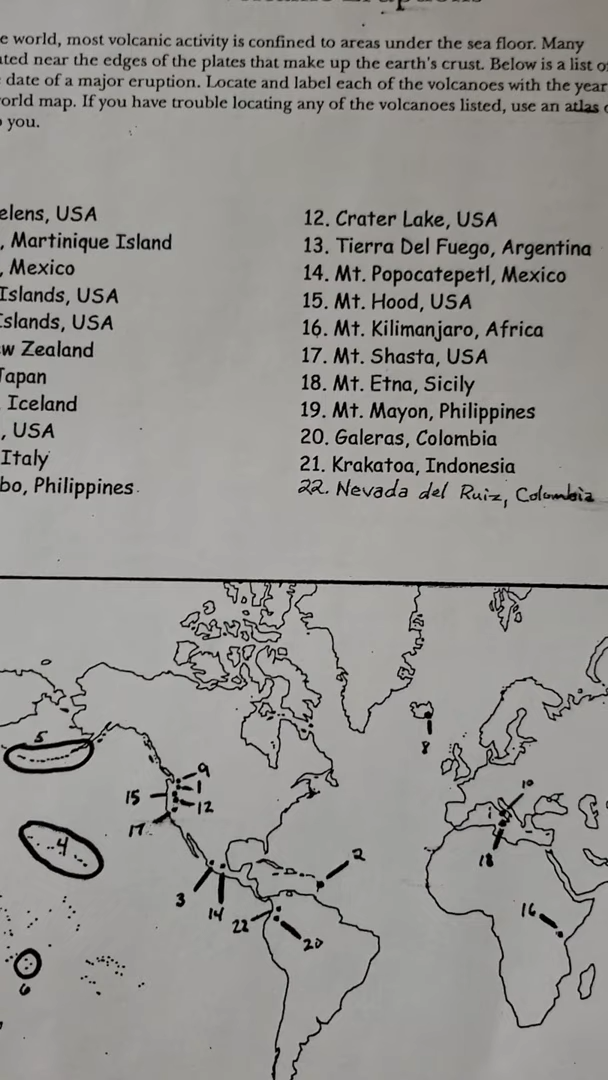 e world, most volcanic activity is confined to areas under the sea floor. Many
ated near the edges of the plates that make up the earth's crust. Below is a list o
date of a major eruption. Locate and label each of the volcanoes with the year
orld map. If you have trouble locating any of the volcanoes listed, use an atlas
you.
elens, USA
, Martinique Island
, Mexico
Islands, USA
Islands, USA
w Zealand
Japan
Iceland
, USA
Italy
bo, Philippines
12. Crater Lake, USA
13. Tierra Del Fuego, Argentina
14. Mt. Popocatepetl, Mexico
15. Mt. Hood, USA
16. Mt. Kilimanjaro, Africa
17. Mt. Shasta, USA
18. Mt. Etna, Sicily
19. Mt. Mayon, Philippines
20. Galeras, Colombia
21. Krakatoa, Indonesia
22. Nevada del Ruiz, Colombia
5
8
9
1
15
12
17
10
4
18
2
3
14
22
20
16
6